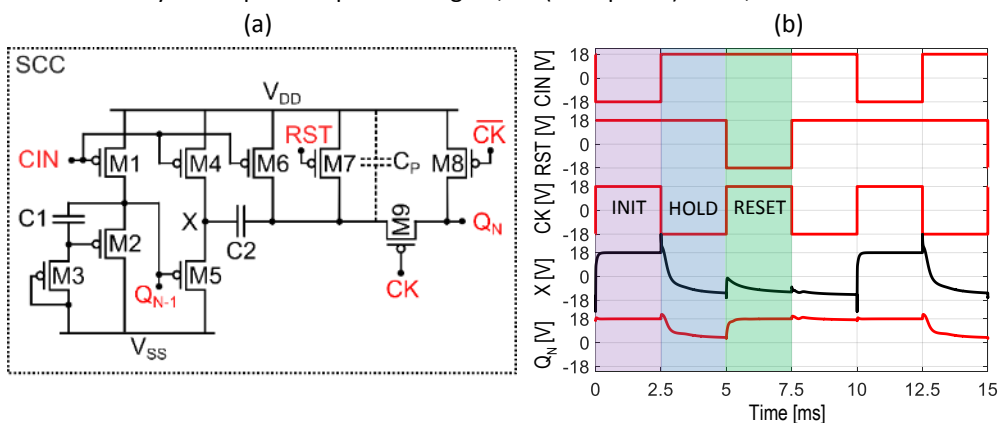 (a)
SCC
V_DD
CIN
M1
M4
M6
RST
M7
C_P
M8
C̅K̅
C1
M2
X
C2
M9
Q_N
M3
Q_N-1
M5
CK
V_SS
(b)
CIN [V]
18
0
-18
RST [V]
18
0
-18
CK [V]
18
0
-18
INIT
HOLD
RESET
X [V]
18
0
-18
Q_N [V]
18
0
-18
0
2.5
5
7.5
10
12.5
15
Time [ms]